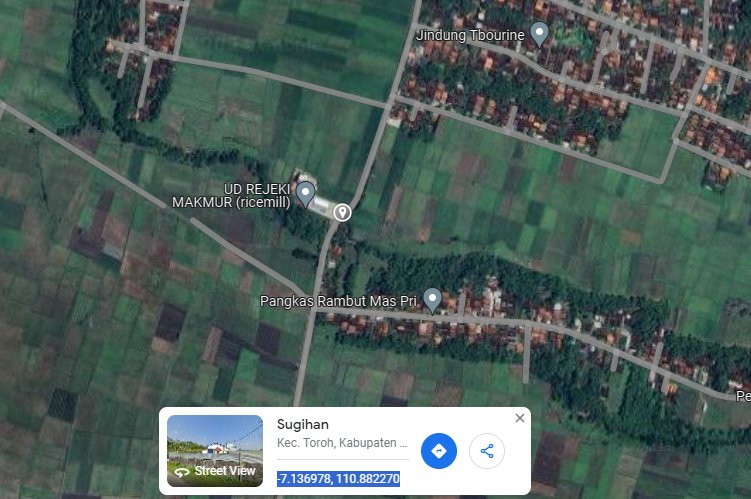 Jindung Tbourine
UD REJEKI
MAKMUR (ricemill)
Pangkas Rambut Mas Pri
Pe
Sugihan
Kec. Toroh, Kabupaten ...
Street View
-7.136978, 110.882270